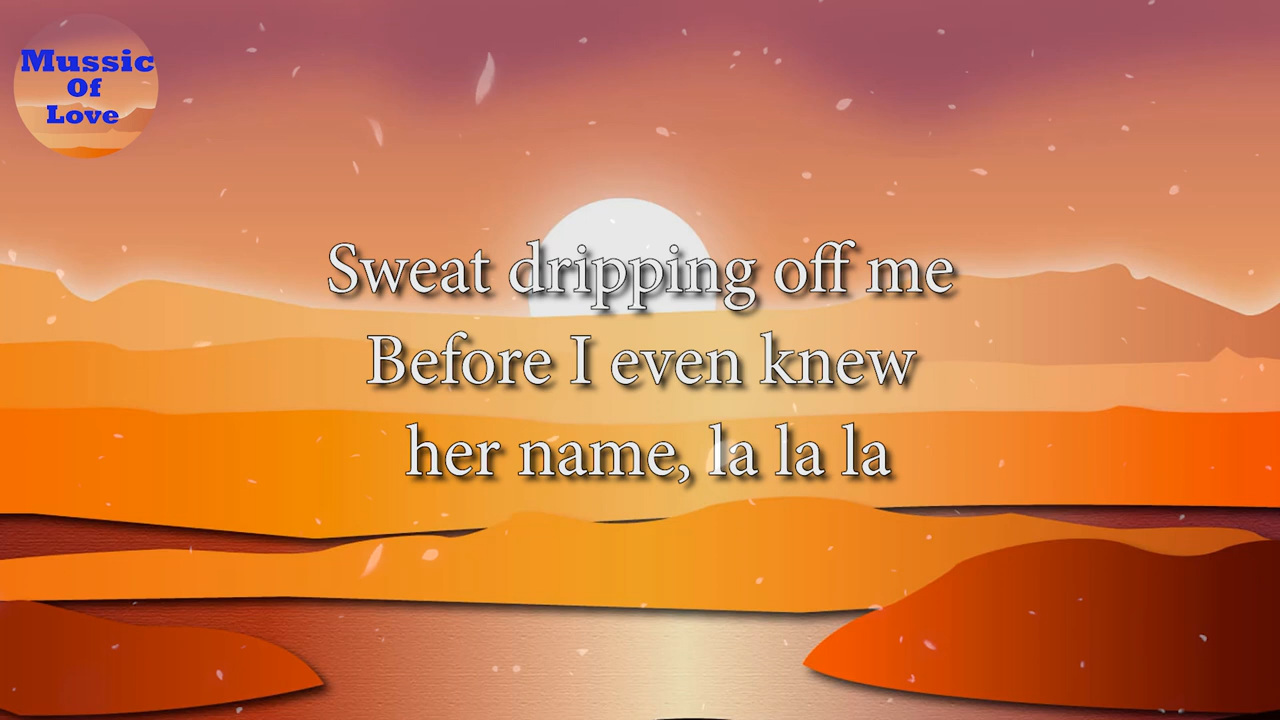 Mussic
Of
Love
Sweat dripping off me
Before I even knew
her name, la la la